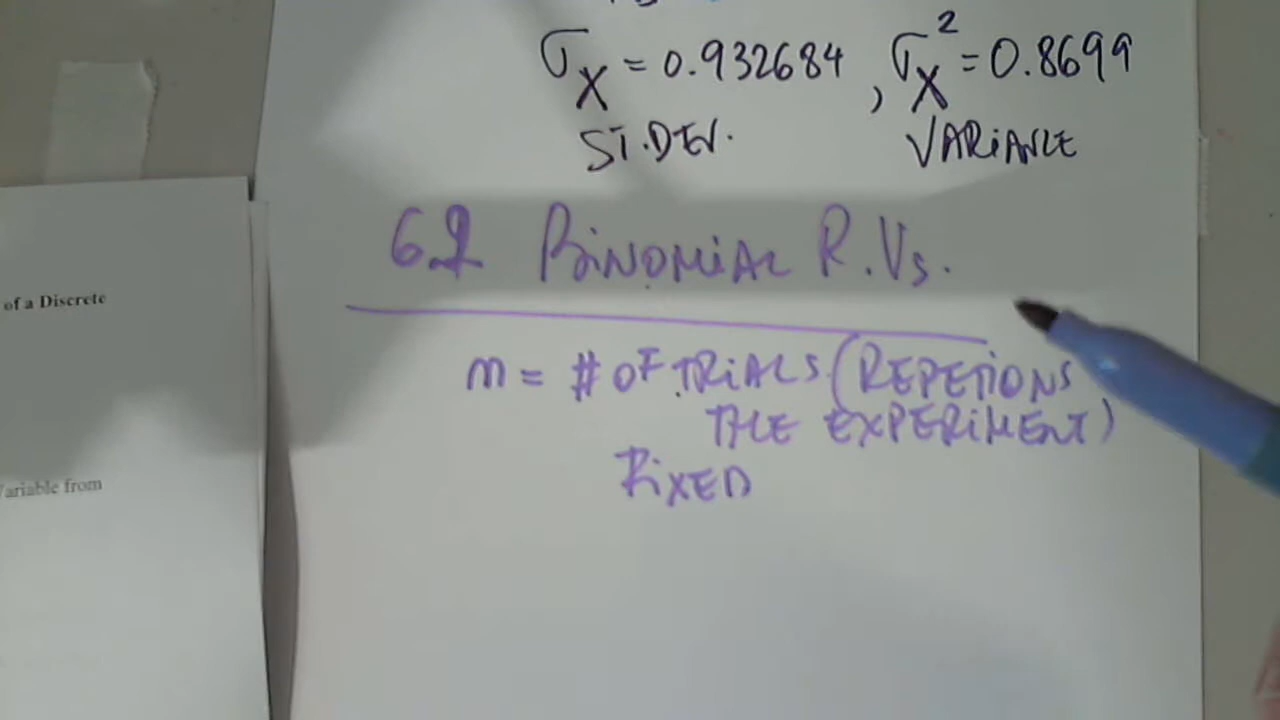 σx = 0.932684 , σx² = 0.8699
ST.DEV. VARIANCE
6.2 BINOMIAL R.Vs.
of a Discrete
n = # OF TRIALS (REPETIONS
THE EXPERIMENT)
FIXED
Variable from